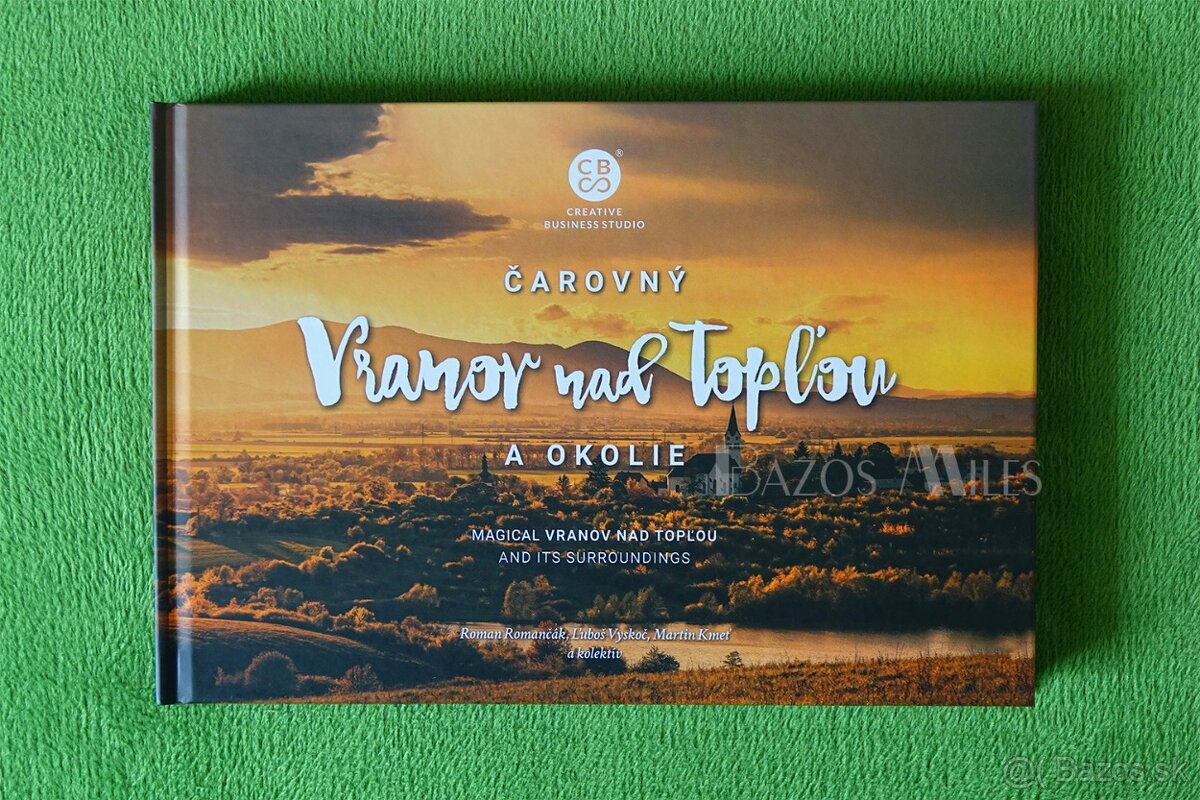 CB
®
CREATIVE
BUSINESS STUDIO
ČAROVNÝ
Vranov nad Topľou
A OKOLIE
BAZOS MILES
MAGICAL VRANOV NAD TOPĽOU
AND ITS SURROUNDINGS
Roman Romančák, Ľuboš Vyskoč, Martin Kmeť
a kolektív
@(Bazos.sk